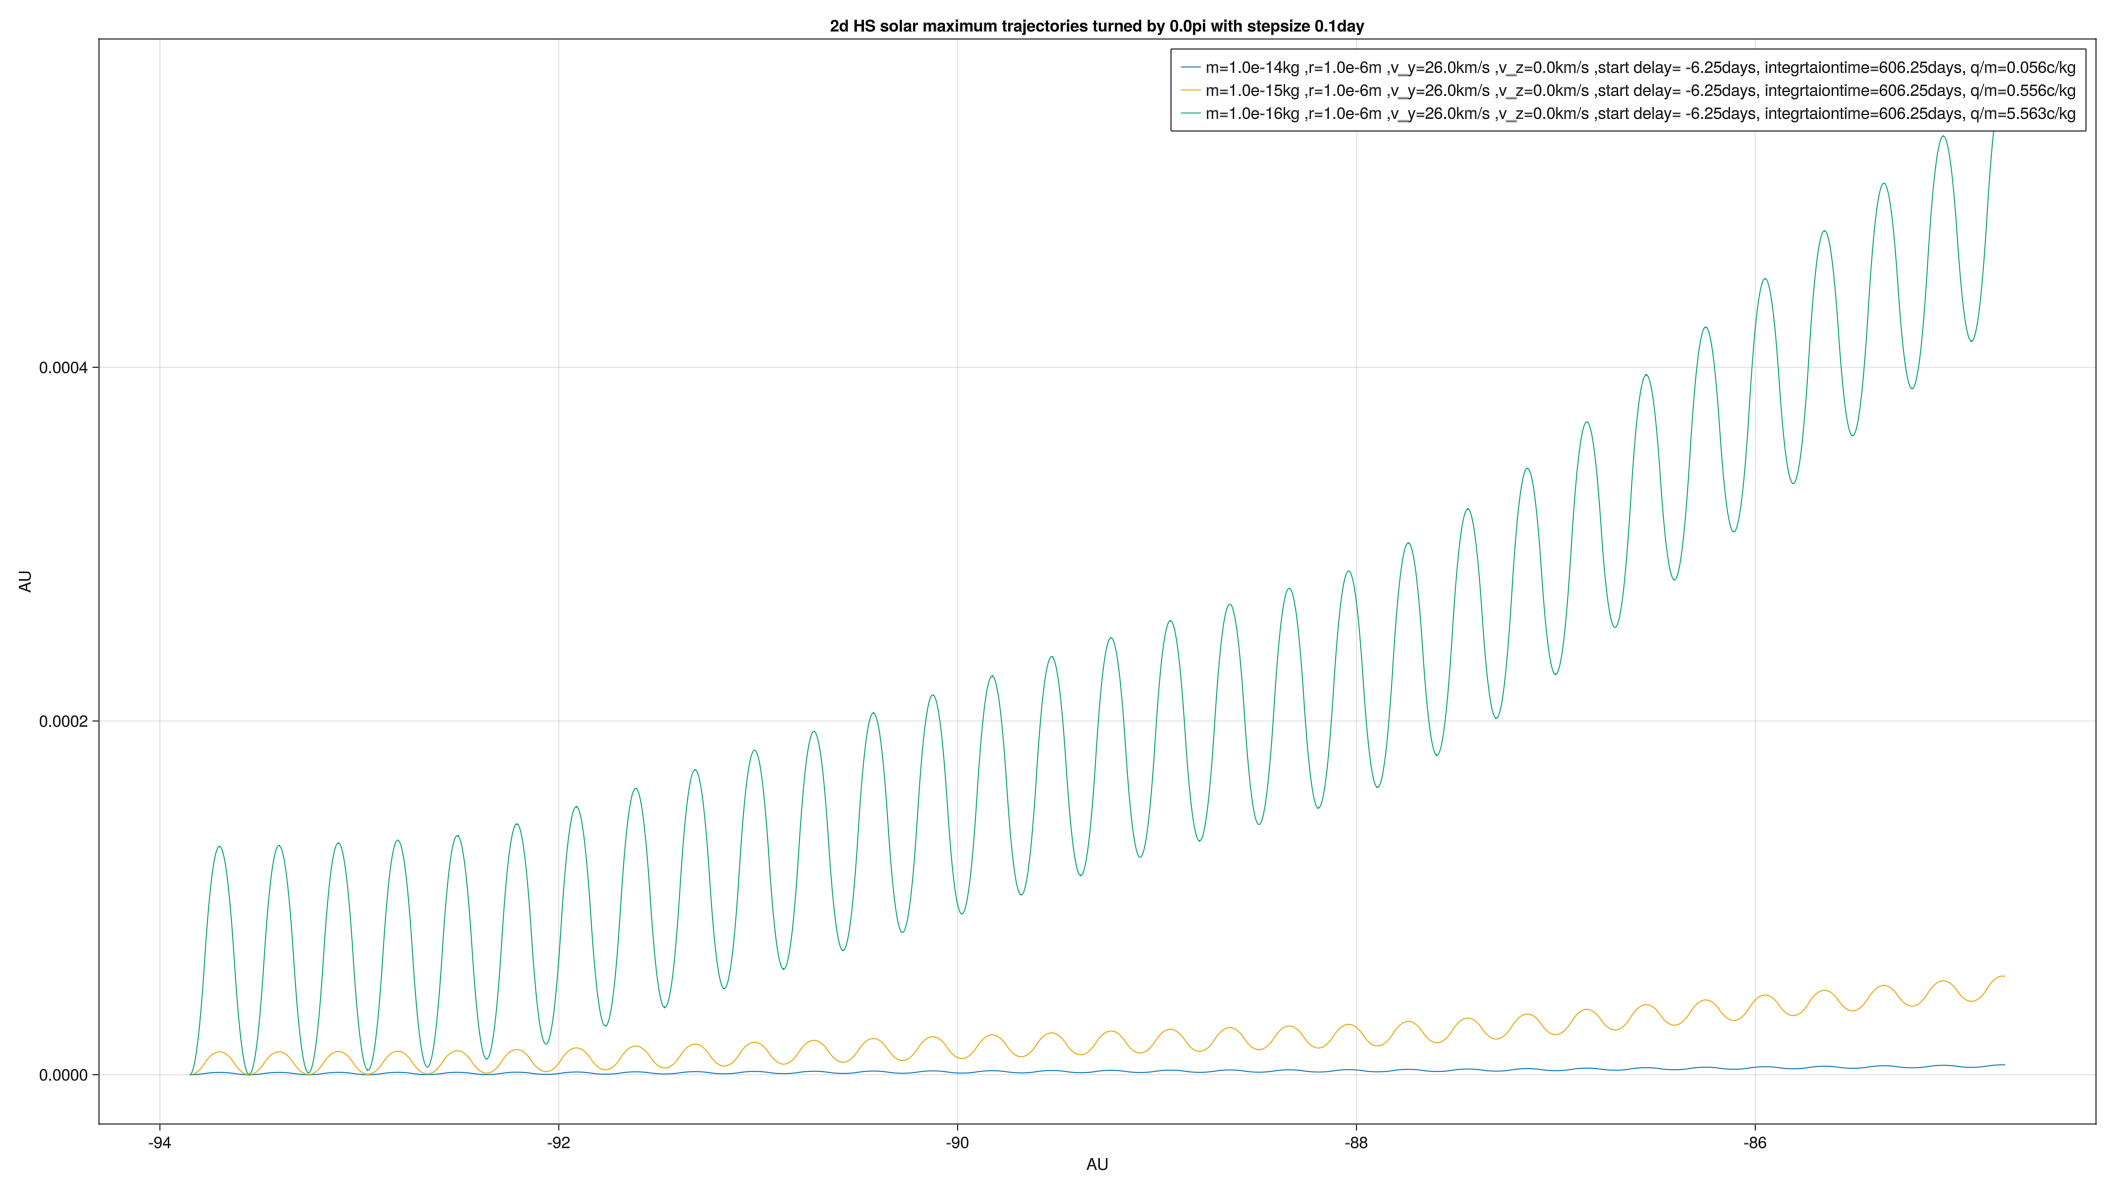 2d HS solar maximum trajectories turned by 0.0pi with stepsize 0.1day
m=1.0e-14kg ,r=1.0e-6m ,v_y=26.0km/s ,v_z=0.0km/s ,start delay= -6.25days, integrtaiontime=606.25days, q/m=0.056c/kg
m=1.0e-15kg ,r=1.0e-6m ,v_y=26.0km/s ,v_z=0.0km/s ,start delay= -6.25days, integrtaiontime=606.25days, q/m=0.556c/kg
m=1.0e-16kg ,r=1.0e-6m ,v_y=26.0km/s ,v_z=0.0km/s ,start delay= -6.25days, integrtaiontime=606.25days, q/m=5.563c/kg
0.0004
AU
0.0002
0.0000
-94
-92
-90
-88
-86
AU